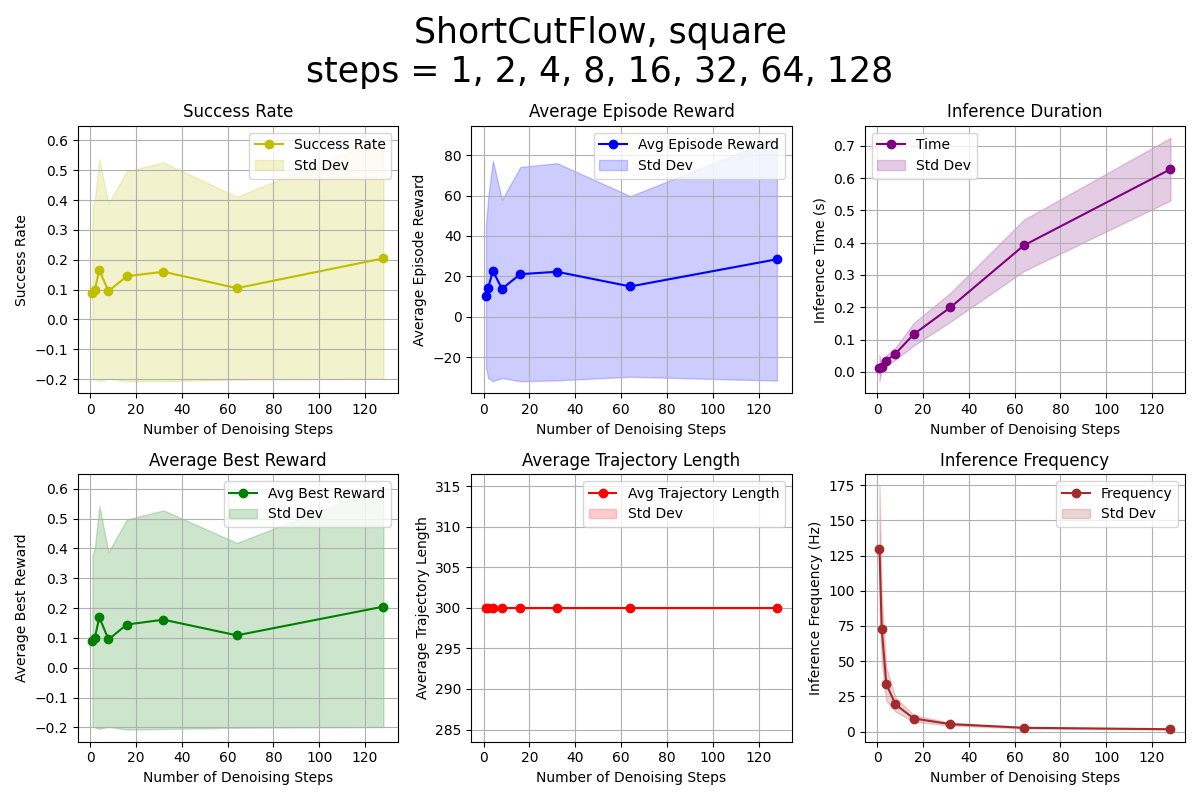 ShortCutFlow, square
steps = 1, 2, 4, 8, 16, 32, 64, 128
Success Rate
Success Rate
Std Dev
0.6
0.5
0.4
0.3
0.2
0.1
0.0
−0.1
−0.2
Success Rate
0 20 40 60 80 100 120
Number of Denoising Steps
Average Episode Reward
Avg Episode Reward
Std Dev
80
60
40
20
0
−20
Average Episode Reward
0 20 40 60 80 100 120
Number of Denoising Steps
Inference Duration
Time
Std Dev
0.7
0.6
0.5
0.4
0.3
0.2
0.1
0.0
Inference Time (s)
0 20 40 60 80 100 120
Number of Denoising Steps
Average Best Reward
Avg Best Reward
Std Dev
0.6
0.5
0.4
0.3
0.2
0.1
0.0
−0.1
−0.2
Average Best Reward
0 20 40 60 80 100 120
Number of Denoising Steps
Average Trajectory Length
Avg Trajectory Length
Std Dev
315
310
305
300
295
290
285
Average Trajectory Length
0 20 40 60 80 100 120
Number of Denoising Steps
Inference Frequency
Frequency
Std Dev
175
150
125
100
75
50
25
0
Inference Frequency (Hz)
0 20 40 60 80 100 120
Number of Denoising Steps